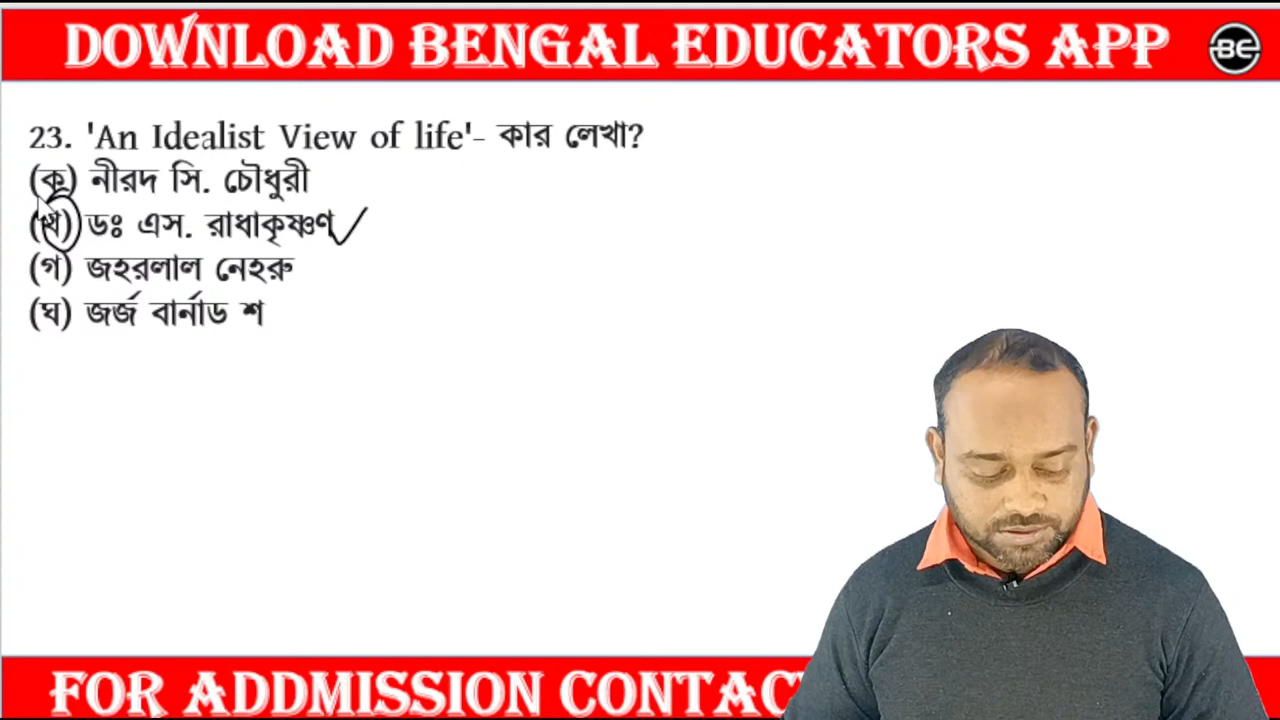 DOWNLOAD BENGAL EDUCATORS APP
BE
23. 'An Idealist View of life'- কার লেখা?
(ক) নীরদ সি. চৌধুরী
(খ) ডঃ এস. রাধাকৃষ্ণণ
(গ) জহরলাল নেহরু
(ঘ) জর্জ বার্নাড শ
FOR ADDMISSION CONTAC